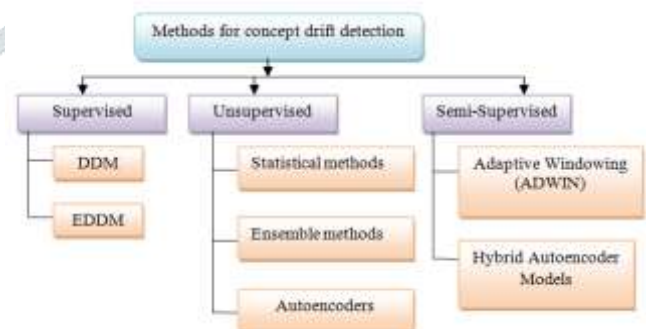 Methods for concept drift detection
Supervised
Unsupervised
Semi-Supervised
DDM
EDDM
Statistical methods
Ensemble methods
Autoencoders
Adaptive Windowing
(ADWIN)
Hybrid Autoencoder
Models